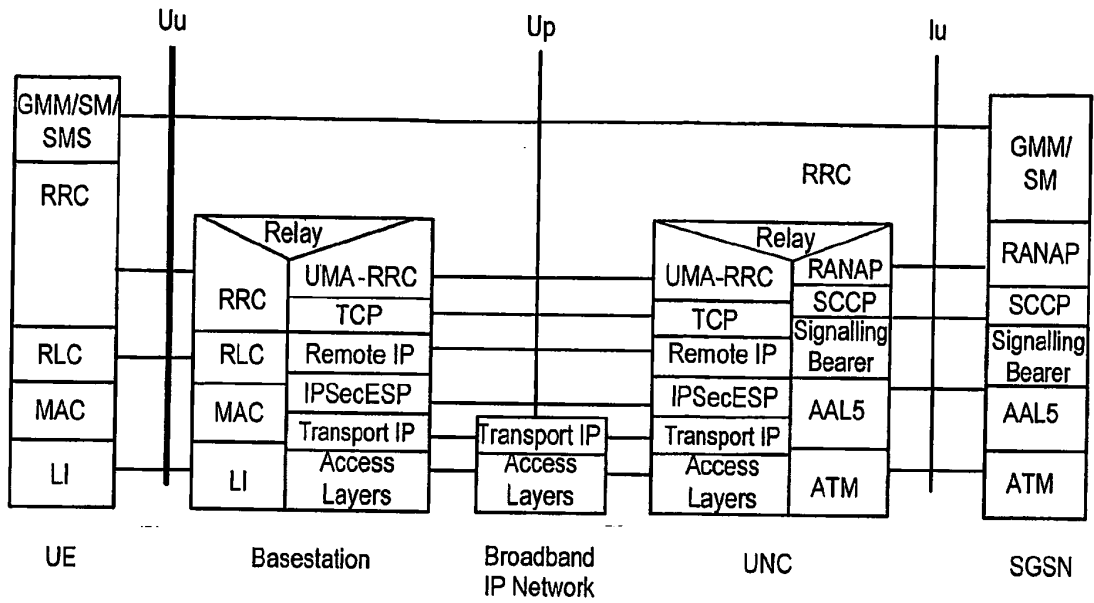 Uu
Up
Iu
GMM/SM/
SMS
RRC
RLC
MAC
LI
Relay
RRC
RLC
MAC
LI
UMA-RRC
TCP
Remote IP
IPSecESP
Transport IP
Access
Layers
Transport IP
Access
Layers
RRC
Relay
UMA-RRC
TCP
Remote IP
IPSecESP
Transport IP
Access
Layers
RANAP
SCCP
Signalling
Bearer
AAL5
ATM
GMM/
SM
RANAP
SCCP
Signalling
Bearer
AAL5
ATM
UE
Basestation
Broadband
IP Network
UNC
SGSN